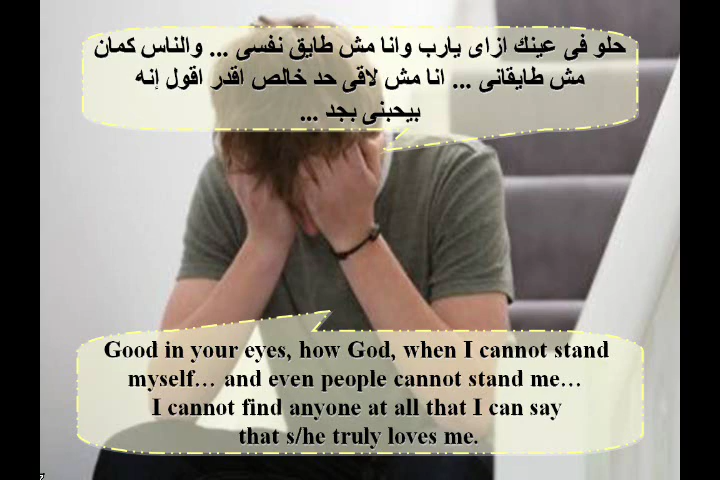 حلو فى عينك ازاى يارب وانا مش طايق نفسى ... والناس كمان
مش طايقانى ... انا مش لاقى حد خالص اقدر اقول إنه
بيحبنى بجد ...
Good in your eyes, how God, when I cannot stand
myself… and even people cannot stand me…
I cannot find anyone at all that I can say
that s/he truly loves me.
7